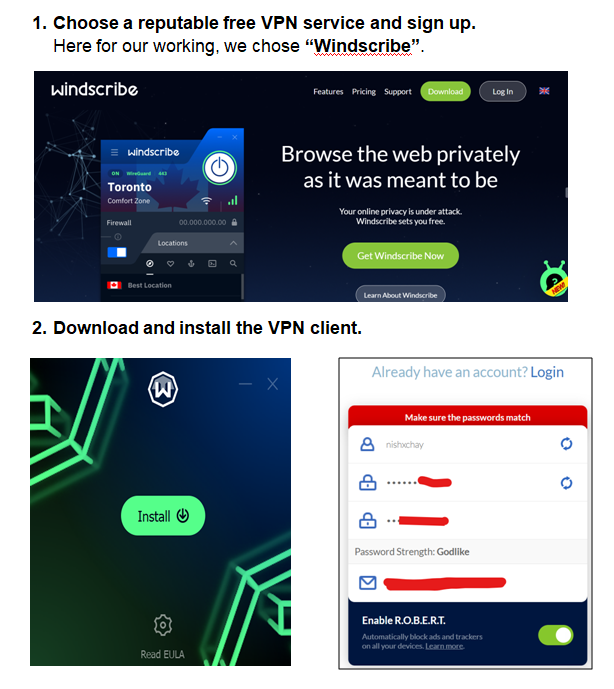 1. Choose a reputable free VPN service and sign up.
Here for our working, we chose “Windscribe”.
windscribe
Features Pricing Support Download Log In
windscribe
ON WireGuard 443
Toronto
Comfort Zone
Firewall 00.000.000.00
Locations
Best Location
Browse the web privately
as it was meant to be
Your online privacy is under attack.
Windscribe sets you free.
Get Windscribe Now
Learn About Windscribe
?
NEW!
2. Download and install the VPN client.
W
Install
Read EULA
Already have an account? Login
Make sure the passwords match
nishxchay
Password Strength: Godlike
Enable R.O.B.E.R.T.
Automatically block ads and trackers
on all your devices. Learn more.